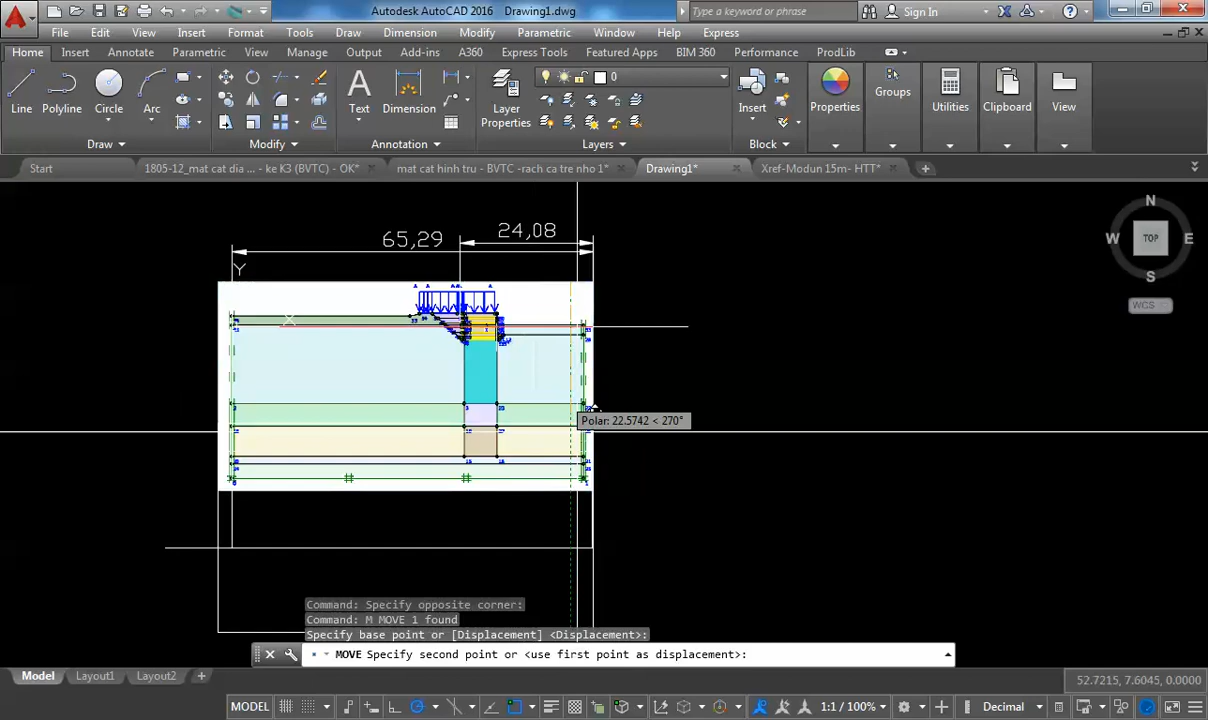 Autodesk AutoCAD 2016 Drawing1.dwg
Type a keyword or phrase
Sign In
File Edit View Insert Format Tools Draw Dimension Modify Parametric Window Help Express
Home Insert Annotate Parametric View Manage Output Add-ins A360 Express Tools Featured Apps BIM 360 Performance ProdLib
0
Line Polyline Circle Arc Text Dimension Layer Properties Insert Properties Groups Utilities Clipboard View
Draw Modify Annotation Layers Block
Start 1805-12_mat cat dia ... - ke K3 (BVTC) - OK* mat cat hinh tru - BVTC -rach ca tre nho 1* Drawing1* Xref-Modun 15m- HTT*
N
W TOP E
S
WCS
65,29 24,08
Y
Polar: 22.5742 < 270°
Command: Specify opposite corner:
Command: M MOVE 1 found
Specify base point or [Displacement] <Displacement>:
MOVE Specify second point or <use first point as displacement>:
Model Layout1 Layout2 +
52.7215, 7.6045, 0.0000
MODEL 1:1 / 100% Decimal